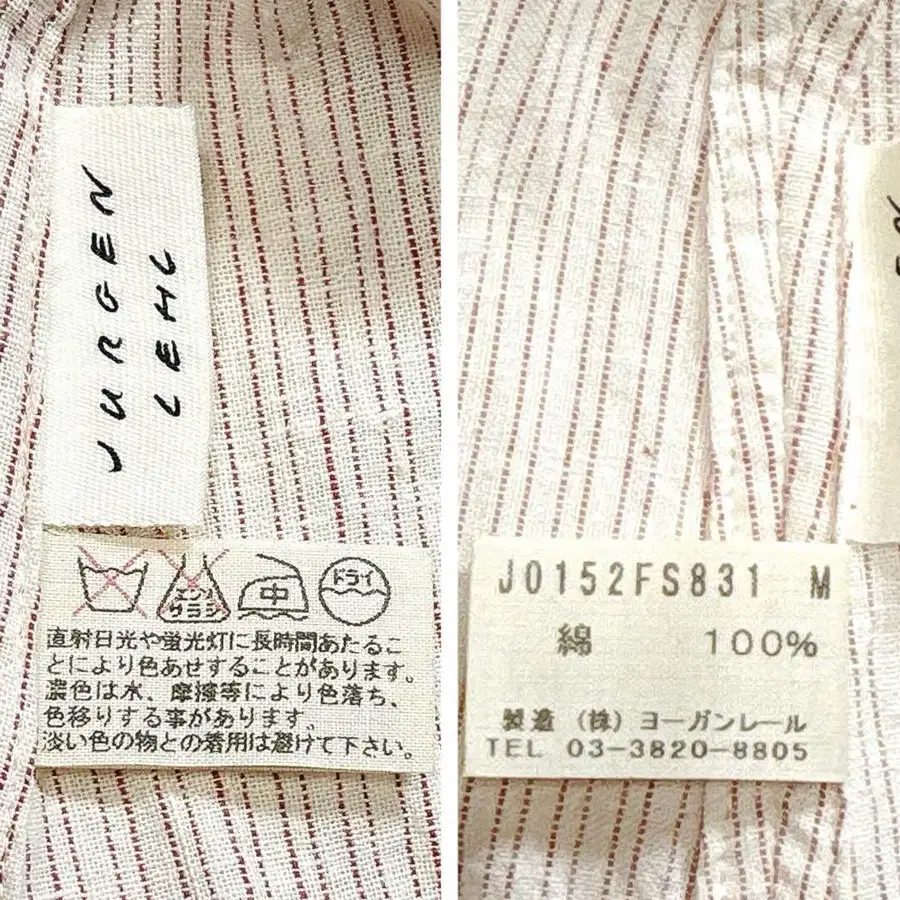 JURGEN
LEHL
エンソ
サラシ
中
ドライ
直射日光や蛍光灯に長時間あたるこ
とにより色あせすることがあります。
濃色は水、摩擦等により色落ち、
色移りする事があります。
淡い色の物との着用は避けて下さい。
J0152FS831 M
綿 100%
製造 (株) ヨーガンレール
TEL 03-3820-8805